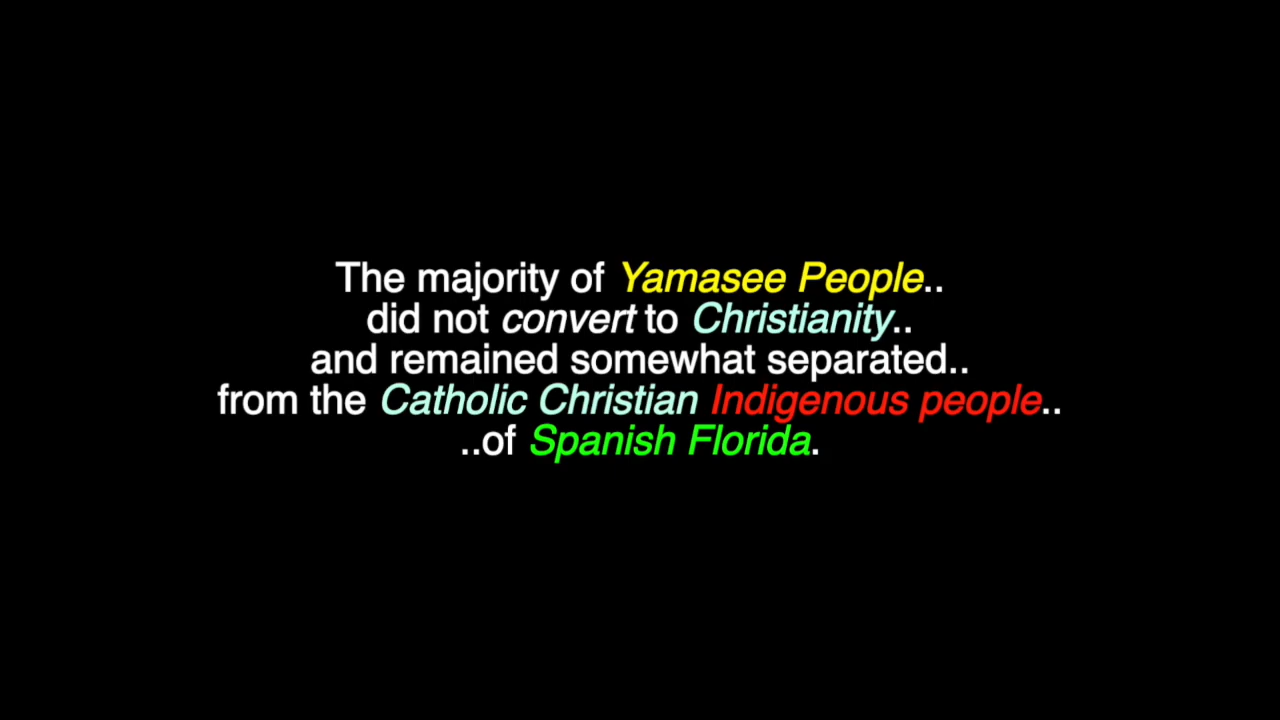 The majority of Yamasee People..
did not convert to Christianity..
and remained somewhat separated..
from the Catholic Christian Indigenous people..
..of Spanish Florida.